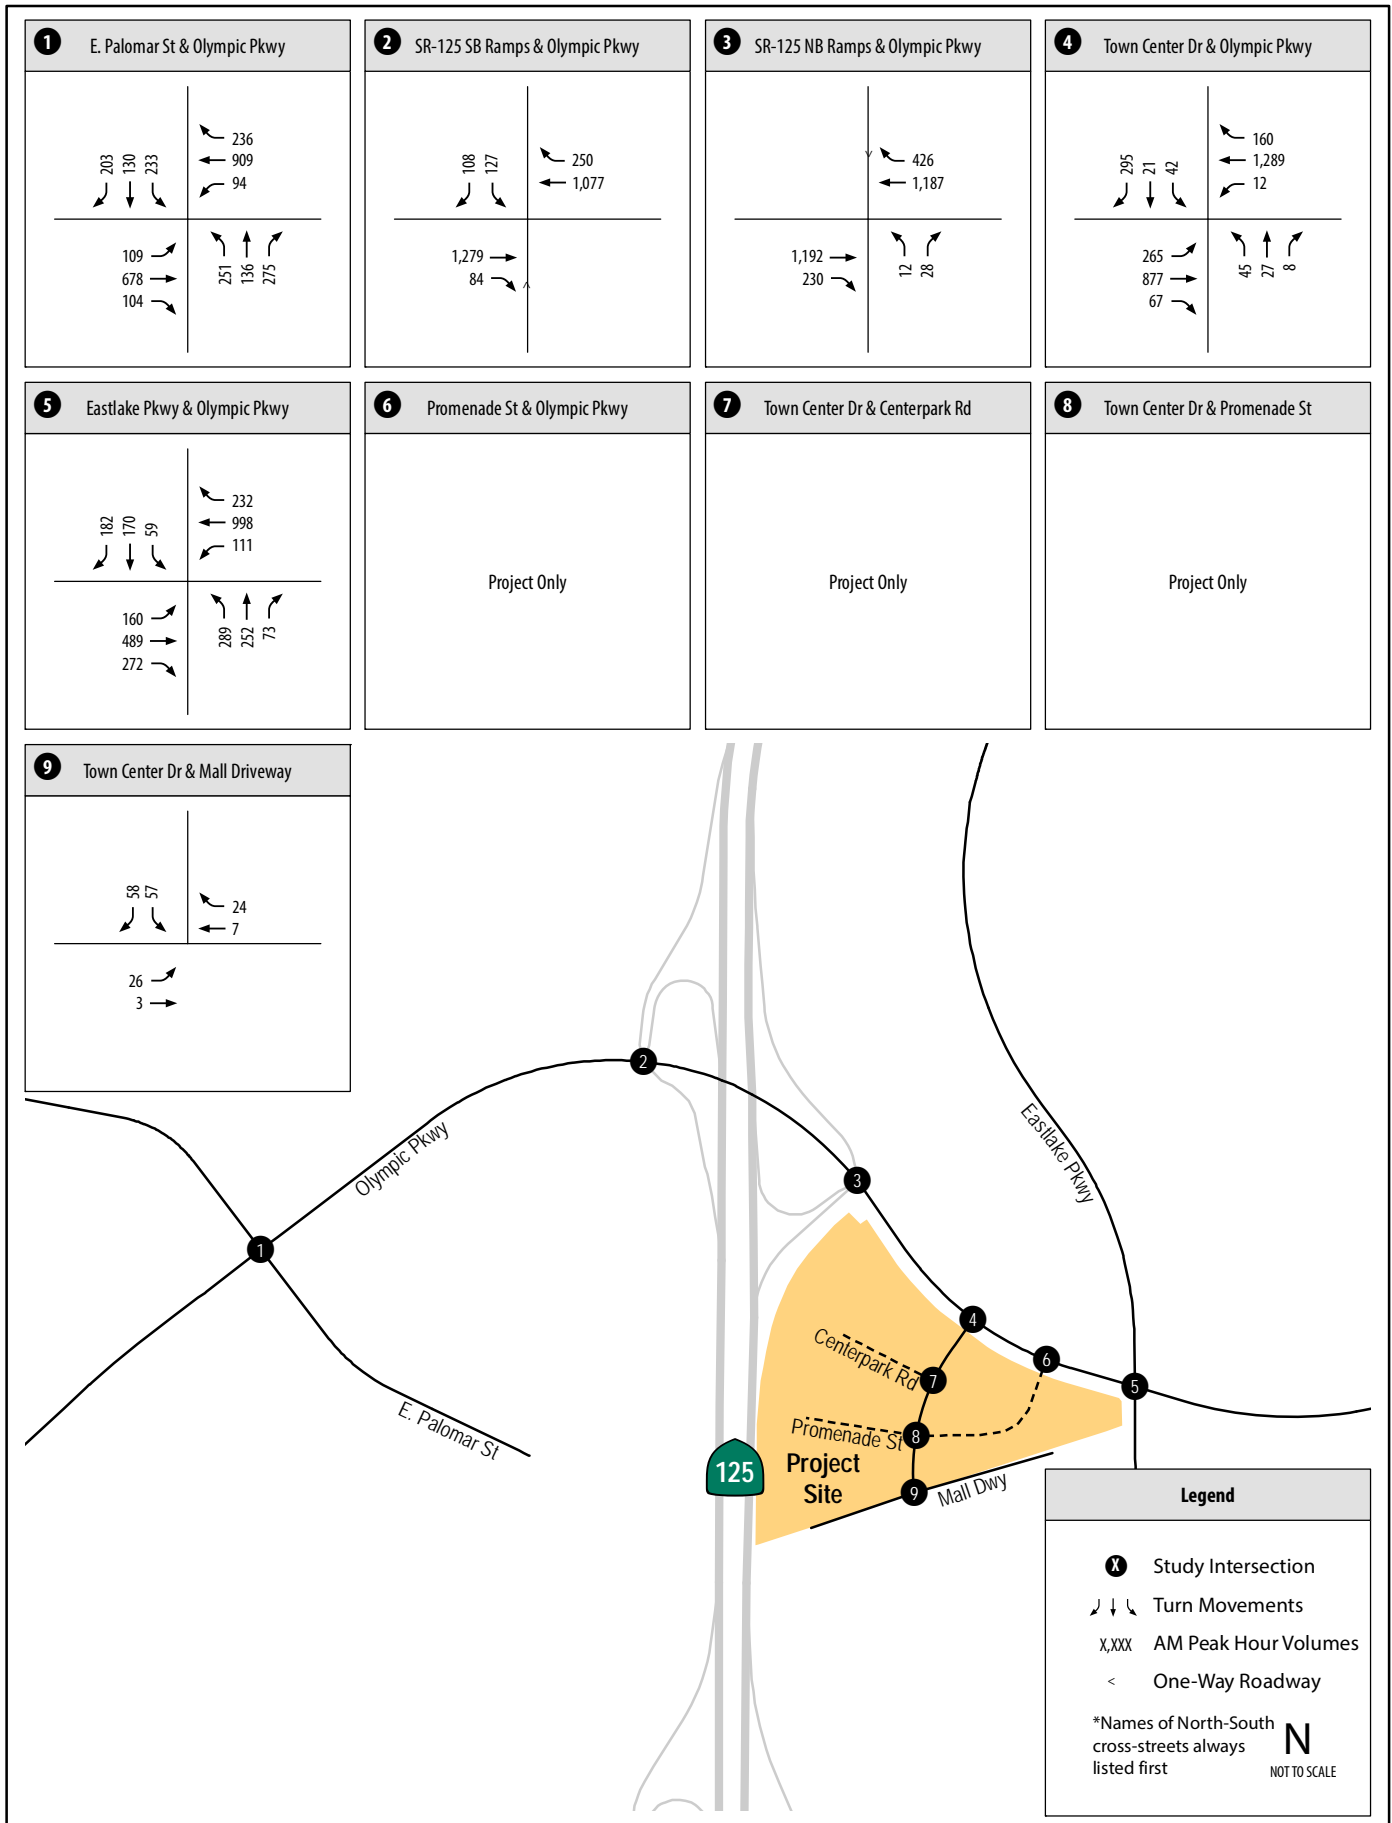 1 E. Palomar St & Olympic Pkwy
203 130 233
236
909
94
109
678
104
251 136 275
2 SR-125 SB Ramps & Olympic Pkwy
108 127
250
1,077
1,279
84
3 SR-125 NB Ramps & Olympic Pkwy
426
1,187
1,192
230
12 28
4 Town Center Dr & Olympic Pkwy
295 21 42
160
1,289
12
265
877
67
45 27 8
5 Eastlake Pkwy & Olympic Pkwy
182 170 59
232
998
111
160
489
272
289 252 73
6 Promenade St & Olympic Pkwy
Project Only
7 Town Center Dr & Centerpark Rd
Project Only
8 Town Center Dr & Promenade St
Project Only
9 Town Center Dr & Mall Driveway
58 57
24
7
26
3
2
Olympic Pkwy
Eastlake Pkwy
3
1
4
Centerpark Rd
6
7
5
E. Palomar St
Promenade St
8
125
Project
Site
9
Mall Dwy
Legend
X Study Intersection
Turn Movements
X,XXX AM Peak Hour Volumes
< One-Way Roadway
*Names of North-South
cross-streets always
listed first
N
NOT TO SCALE